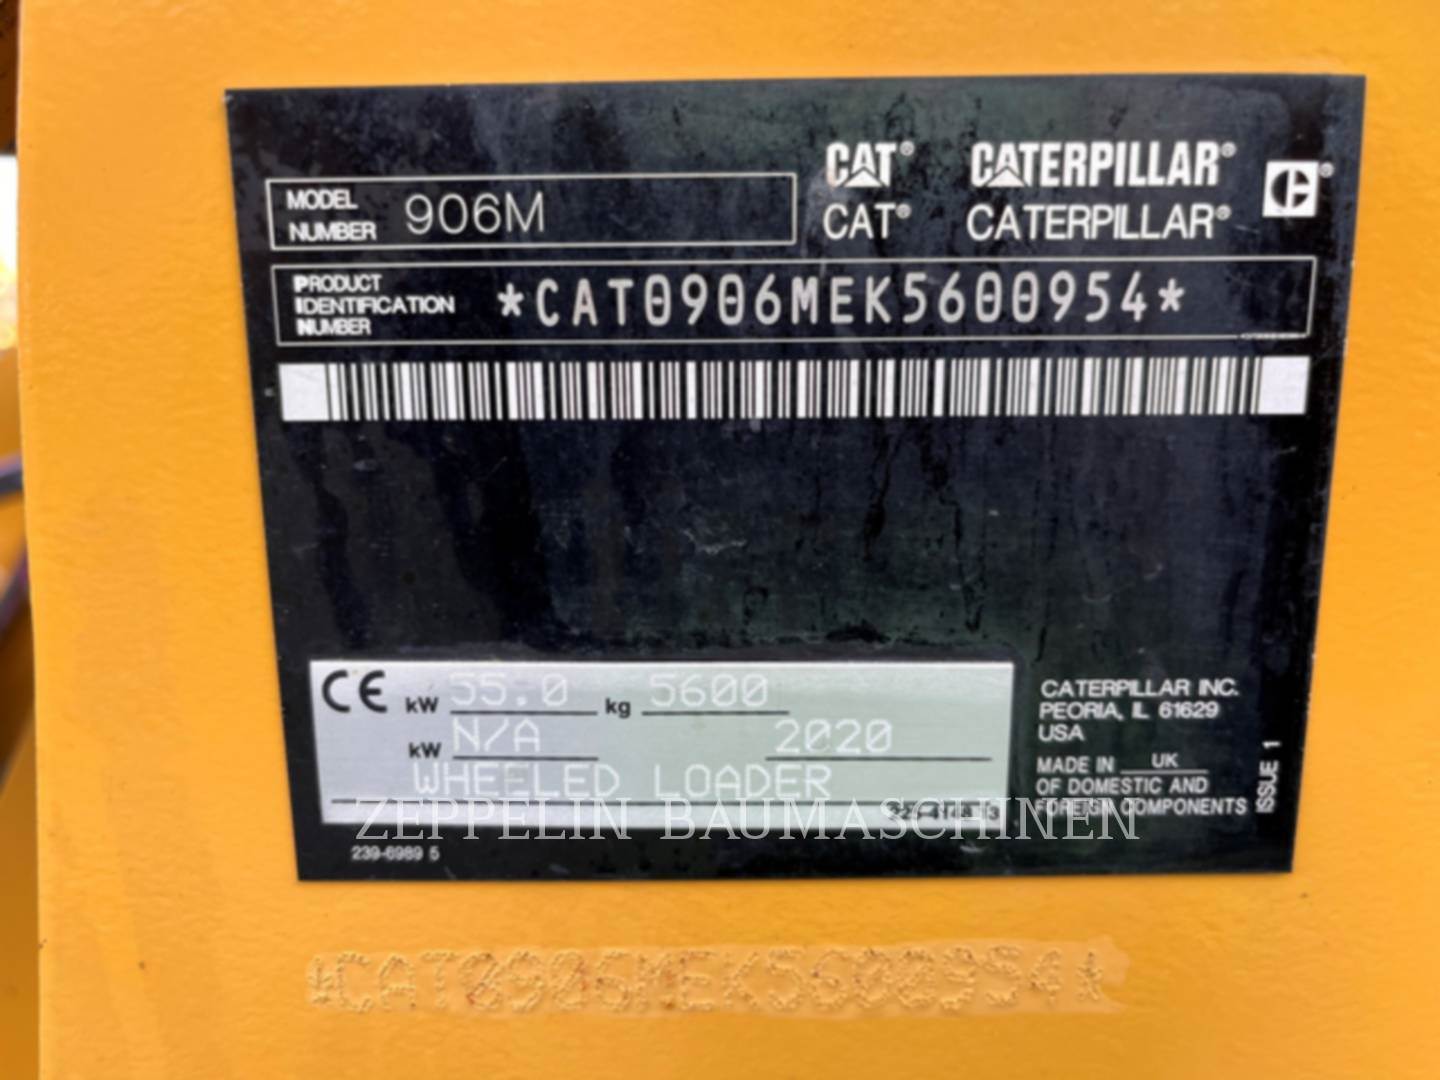 CAT® CATERPILLAR®
MODEL NUMBER 906M CAT® CATERPILLAR®
PRODUCT IDENTIFICATION NUMBER *CAT0906MEK5600954*
CE kW 55.0 kg 5600
kW N/A 2020
WHEELED LOADER
CATERPILLAR INC.
PEORIA, IL 61629
USA
MADE IN UK
OF DOMESTIC AND
FOREIGN COMPONENTS
ISSUE 1
ZEPPELIN BAUMASCHINEN
239-6989 5
*CAT0906MEK5600954*